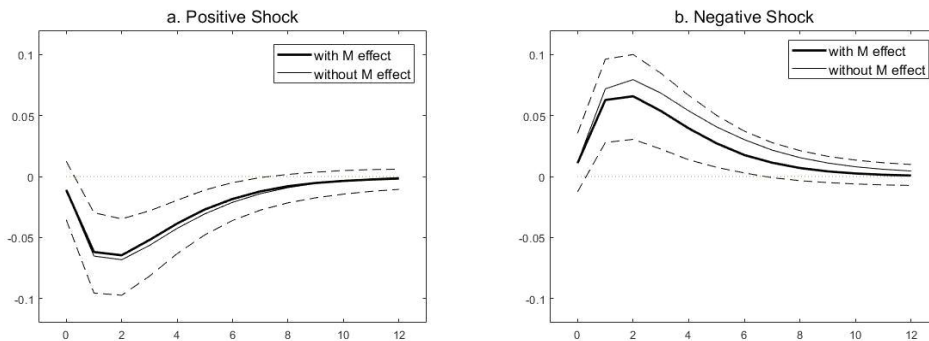 a. Positive Shock
0.1
0.05
0
-0.05
-0.1
with M effect
without M effect
0 2 4 6 8 10 12
b. Negative Shock
0.1
0.05
0
-0.05
-0.1
with M effect
without M effect
0 2 4 6 8 10 12